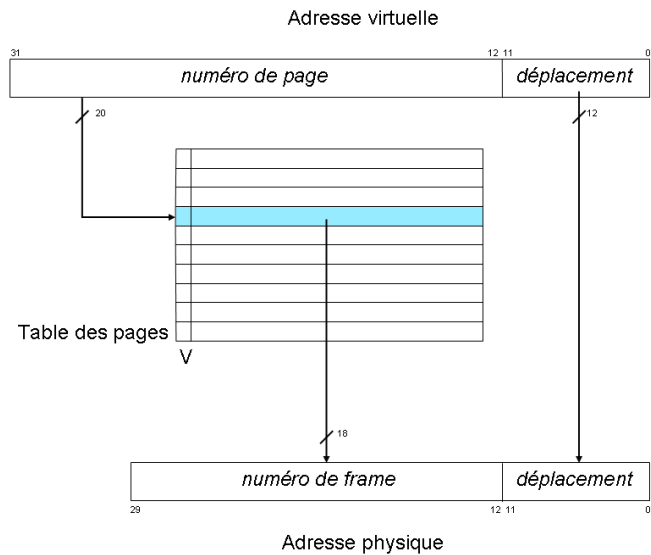 Adresse virtuelle
31 12 11 0
numéro de page déplacement
20 12
Table des pages
V
18
numéro de frame déplacement
29 12 11 0
Adresse physique